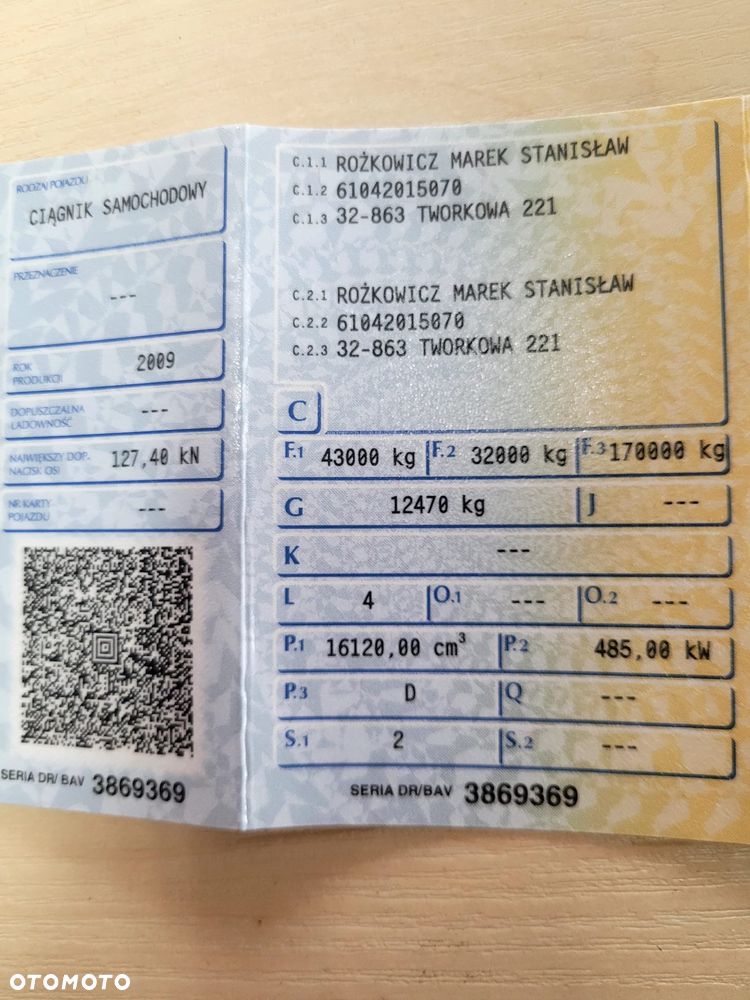 RODZAJ POJAZDU
CIĄGNIK SAMOCHODOWY
PRZEZNACZENIE
---
ROK PRODUKCJI
2009
DOPUSZCZALNA ŁADOWNOŚĆ
---
NAJWIĘKSZY DOP. NACISK OSI
127,40 kN
NR KARTY POJAZDU
---
SERIA DR/ BAV 3869369
C.1.1 ROŻKOWICZ MAREK STANISŁAW
C.1.2 61042015070
C.1.3 32-863 TWORKOWA 221
C.2.1 ROŻKOWICZ MAREK STANISŁAW
C.2.2 61042015070
C.2.3 32-863 TWORKOWA 221
C
F.1 43000 kg F.2 32000 kg F.3 170000 kg
G 12470 kg J ---
K ---
L 4 O.1 --- O.2 ---
P.1 16120,00 cm³ P.2 485,00 kW
P.3 D Q ---
S.1 2 S.2 ---
SERIA DR/BAV 3869369
OTOMOTO